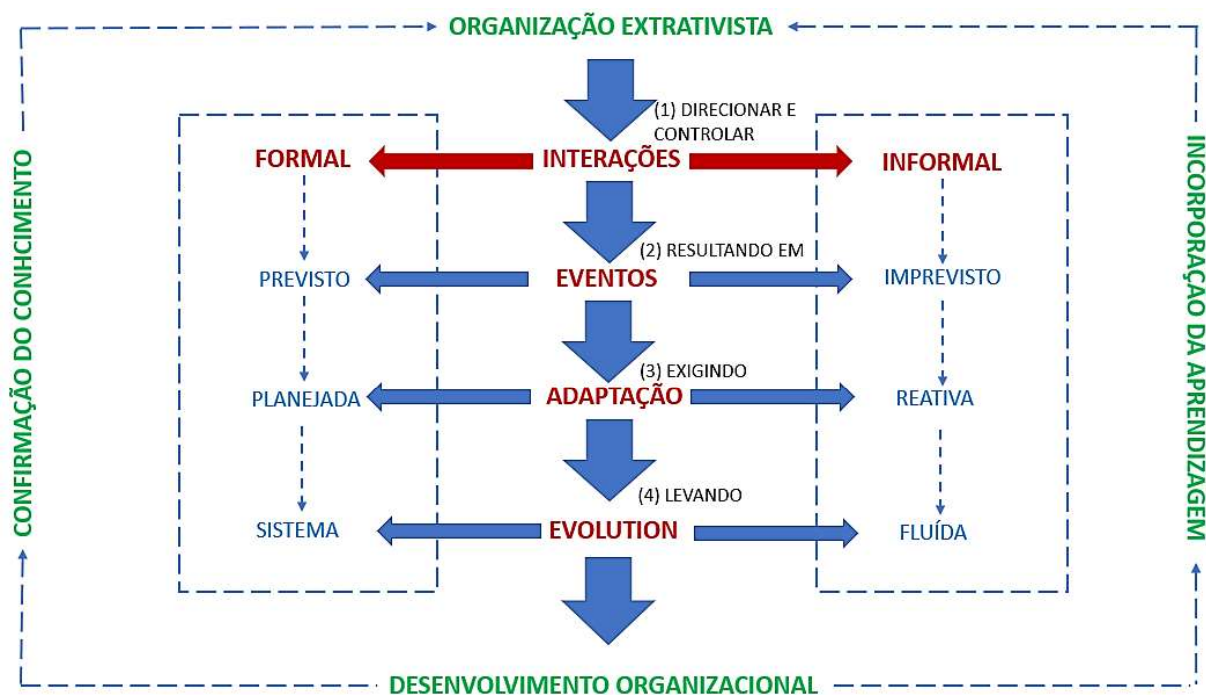 ORGANIZAÇÃO EXTRATIVISTA
(1) DIRECIONAR E
CONTROLAR
FORMAL
INTERAÇÕES
INFORMAL
(2) RESULTANDO EM
PREVISTO
EVENTOS
IMPREVISTO
(3) EXIGINDO
PLANEJADA
ADAPTAÇÃO
REATIVA
(4) LEVANDO
SISTEMA
EVOLUTION
FLUÍDA
DESENVOLVIMENTO ORGANIZACIONAL
CONFIRMAÇÃO DO CONHCIMENTO
INCORPORAÇÃO DA APRENDIZAGEM